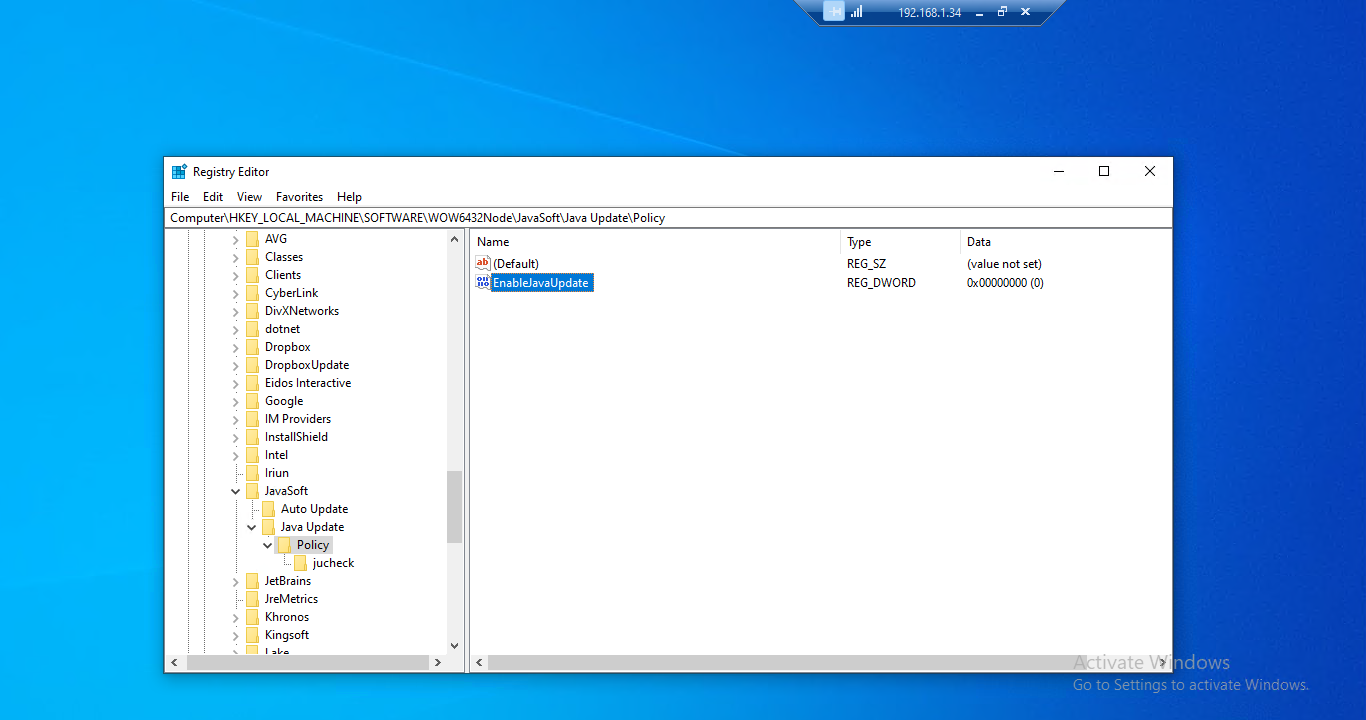 192.168.1.34
Registry Editor
File Edit View Favorites Help
Computer\HKEY_LOCAL_MACHINE\SOFTWARE\WOW6432Node\JavaSoft\Java Update\Policy
AVG
Classes
Clients
CyberLink
DivXNetworks
dotnet
Dropbox
DropboxUpdate
Eidos Interactive
Google
IM Providers
InstallShield
Intel
Iriun
JavaSoft
Auto Update
Java Update
Policy
jucheck
JetBrains
JreMetrics
Khronos
Kingsoft
Lake
Name Type Data
ab (Default) REG_SZ (value not set)
EnableJavaUpdate REG_DWORD 0x00000000 (0)
Activate Windows
Go to Settings to activate Windows.